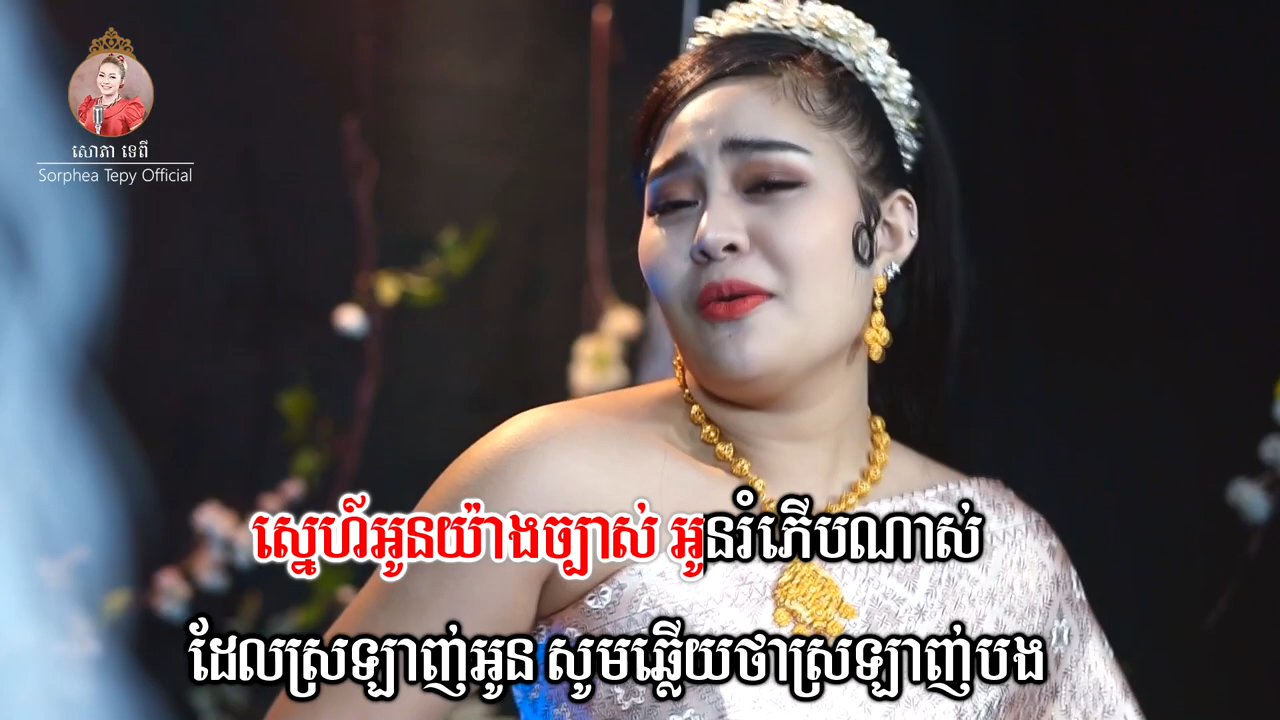 សោភា ទេពី
Sorphea Tepy Official
ស្នេហ៍អូនយ៉ាងច្បាស់ អូនរំភើបណាស់
ដែលស្រឡាញ់អូន សូមឆ្លើយថាស្រឡាញ់បង